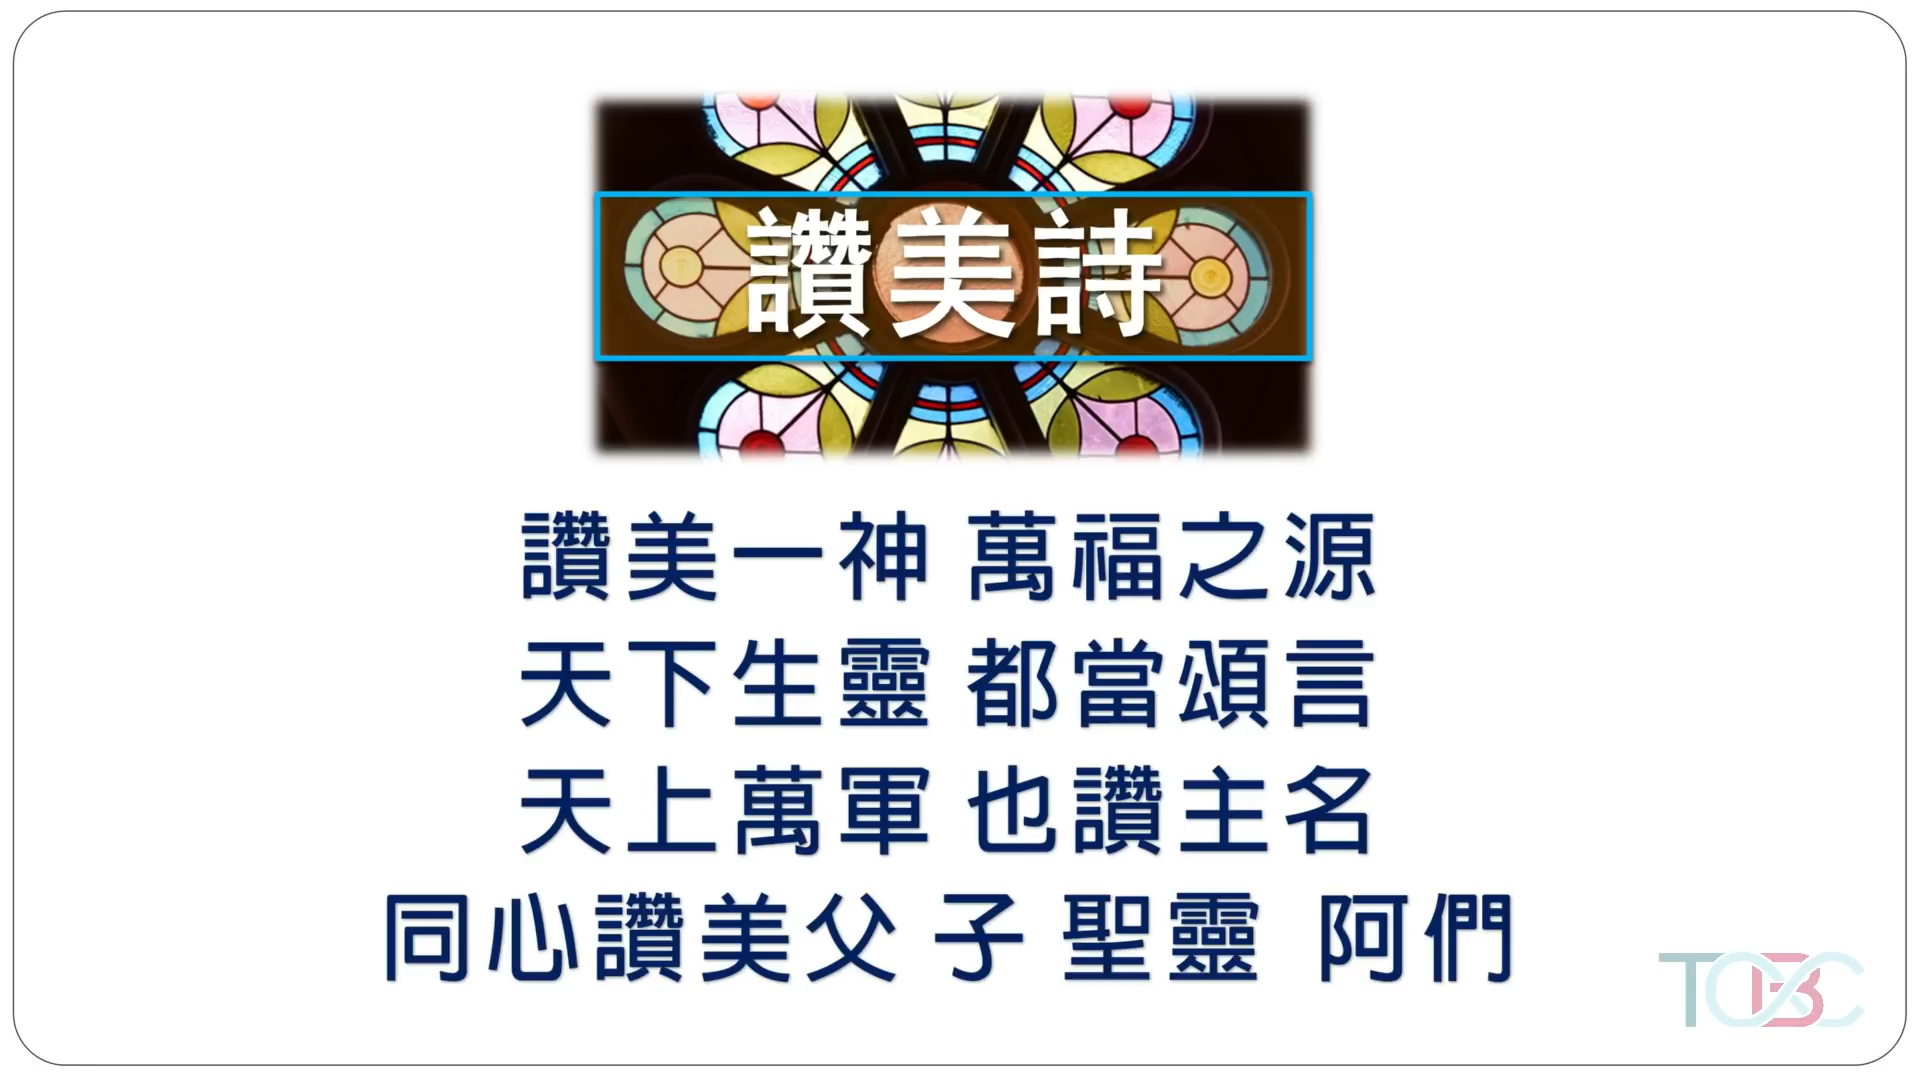 讚美詩
讚美一神 萬福之源
天下生靈 都當頌言
天上萬軍 也讚主名
同心讚美父 子 聖靈 阿們
TOBC